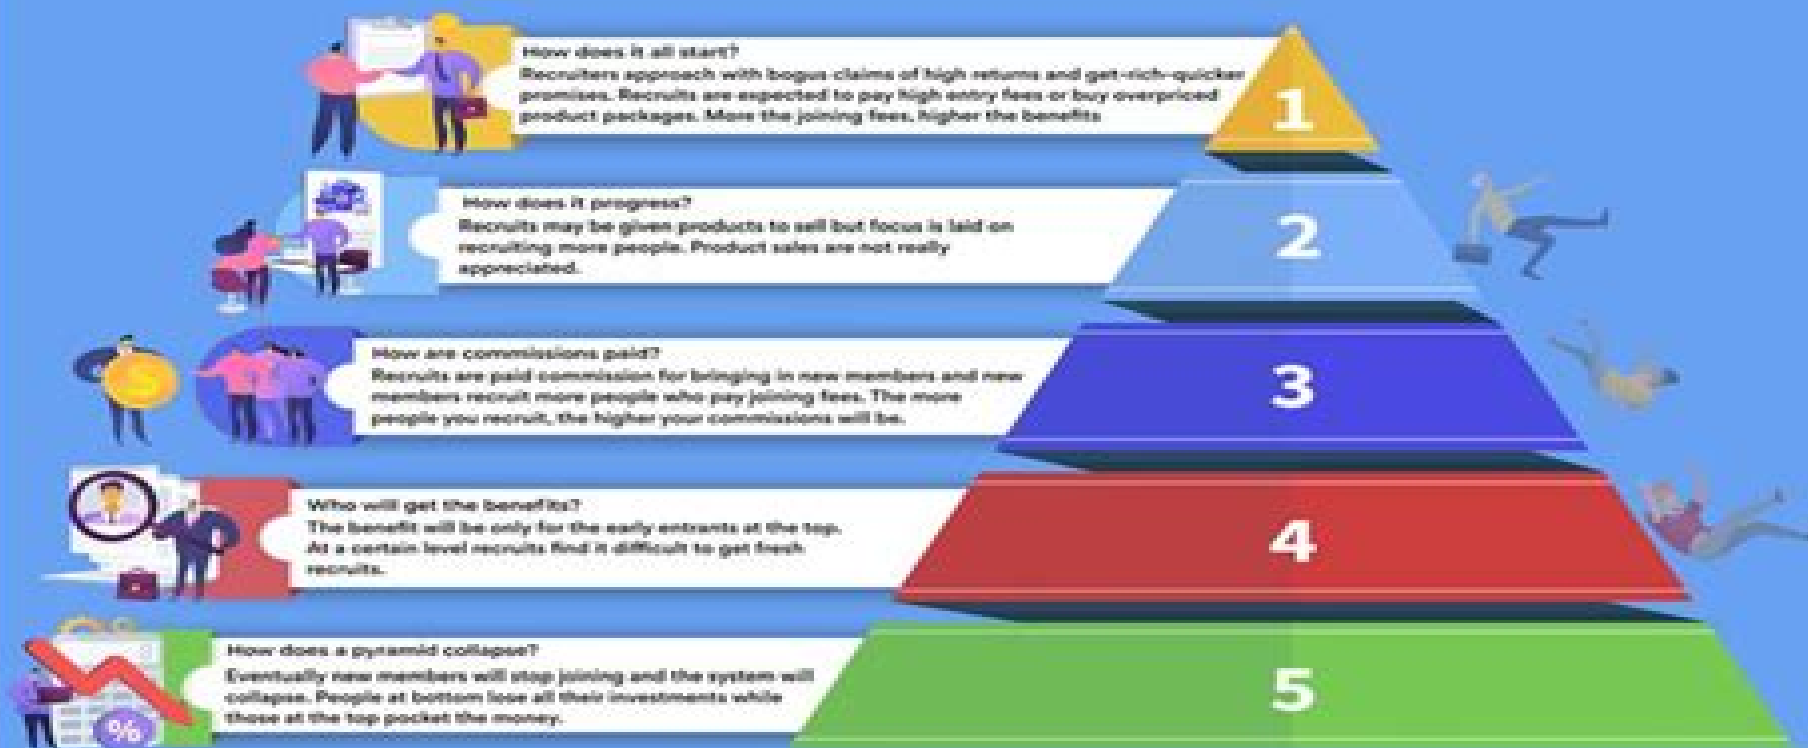 How does it all start?
Recruiters approach with bogus claims of high returns and get-rich-quicker
promises. Recruits are expected to pay high entry fees or buy overpriced
product packages. More the joining fees, higher the benefits
1
How does it progress?
Recruits may be given products to sell but focus is laid on
recruiting more people. Product sales are not really
appreciated.
2
How are commissions paid?
Recruits are paid commission for bringing in new members and new
members recruit more people who pay joining fees. The more
people you recruit, the higher your commissions will be.
3
Who will get the benefits?
The benefit will be only for the early entrants at the top.
At a certain level recruits find it difficult to get fresh
recruits.
4
How does a pyramid collapse?
Eventually new members will stop joining and the system will
collapse. People at bottom lose all their investments while
those at the top pocket the money.
5
$
%